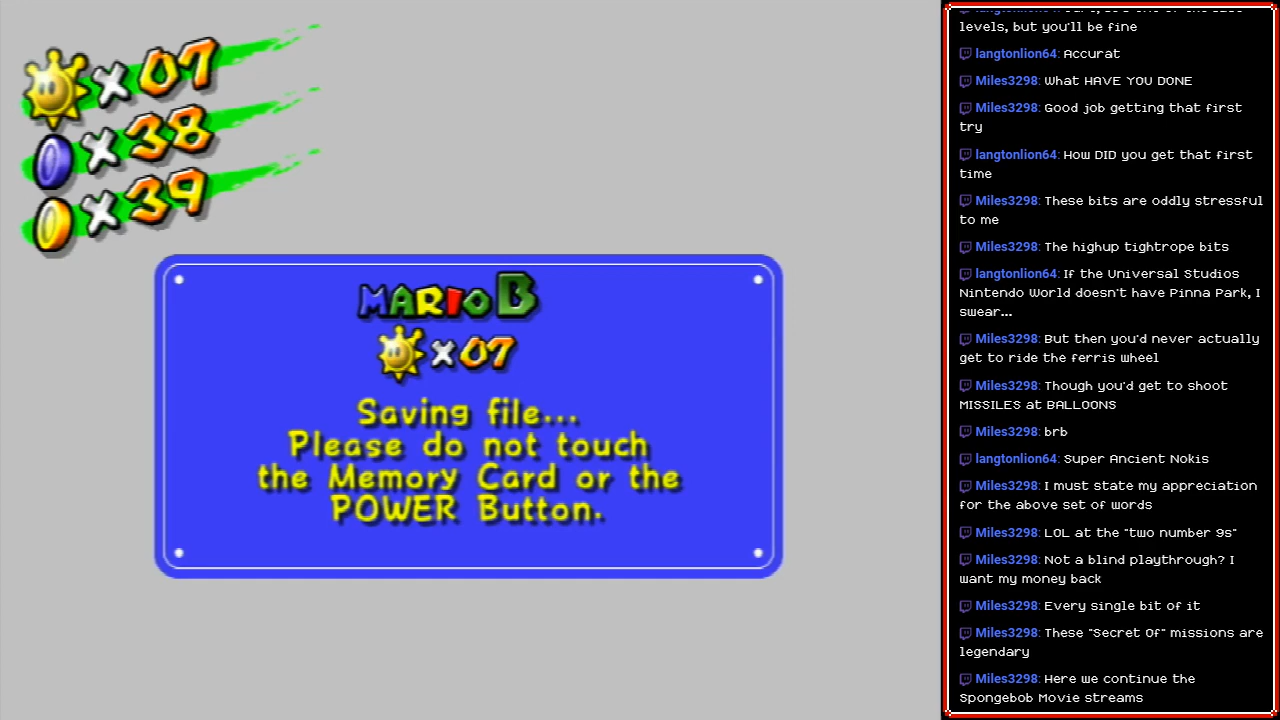 x 07
x 38
x 39
MARIO B
x 07
Saving file...
Please do not touch
the Memory Card or the
POWER Button.
levels, but you'll be fine
langtonlion64: Accurat
Miles3298: What HAVE YOU DONE
Miles3298: Good job getting that first
try
langtonlion64: How DID you get that first
time
Miles3298: These bits are oddly stressful
to me
Miles3298: The highup tightrope bits
langtonlion64: If the Universal Studios
Nintendo World doesn't have Pinna Park, I
swear...
Miles3298: But then you'd never actually
get to ride the ferris wheel
Miles3298: Though you'd get to shoot
MISSILES at BALLOONS
Miles3298: brb
langtonlion64: Super Ancient Nokis
Miles3298: I must state my appreciation
for the above set of words
Miles3298: LOL at the "two number 9s"
Miles3298: Not a blind playthrough? I
want my money back
Miles3298: Every single bit of it
Miles3298: These "Secret Of" missions are
legendary
Miles3298: Here we continue the
Spongebob Movie streams